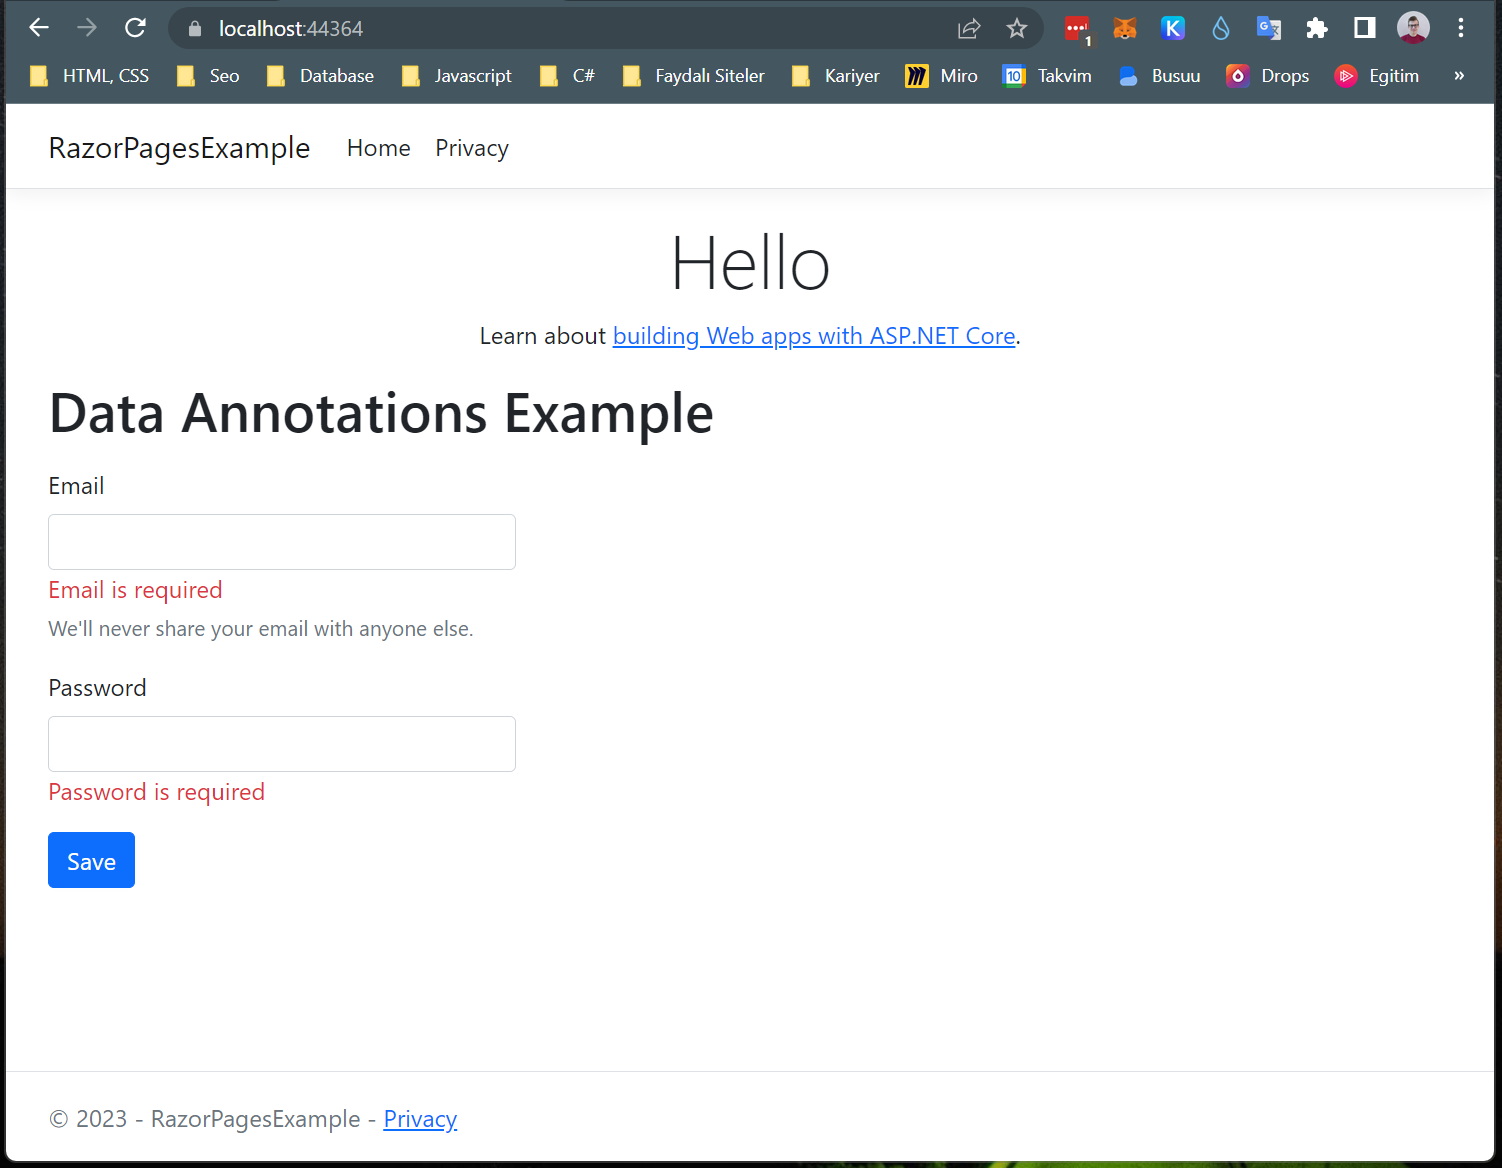 localhost:44364
1
HTML, CSS Seo Database Javascript C# Faydalı Siteler Kariyer Miro 10 Takvim Busuu Drops Egitim »
RazorPagesExample Home Privacy
Hello
Learn about building Web apps with ASP.NET Core.
Data Annotations Example
Email
Email is required
We'll never share your email with anyone else.
Password
Password is required
Save
© 2023 - RazorPagesExample - Privacy